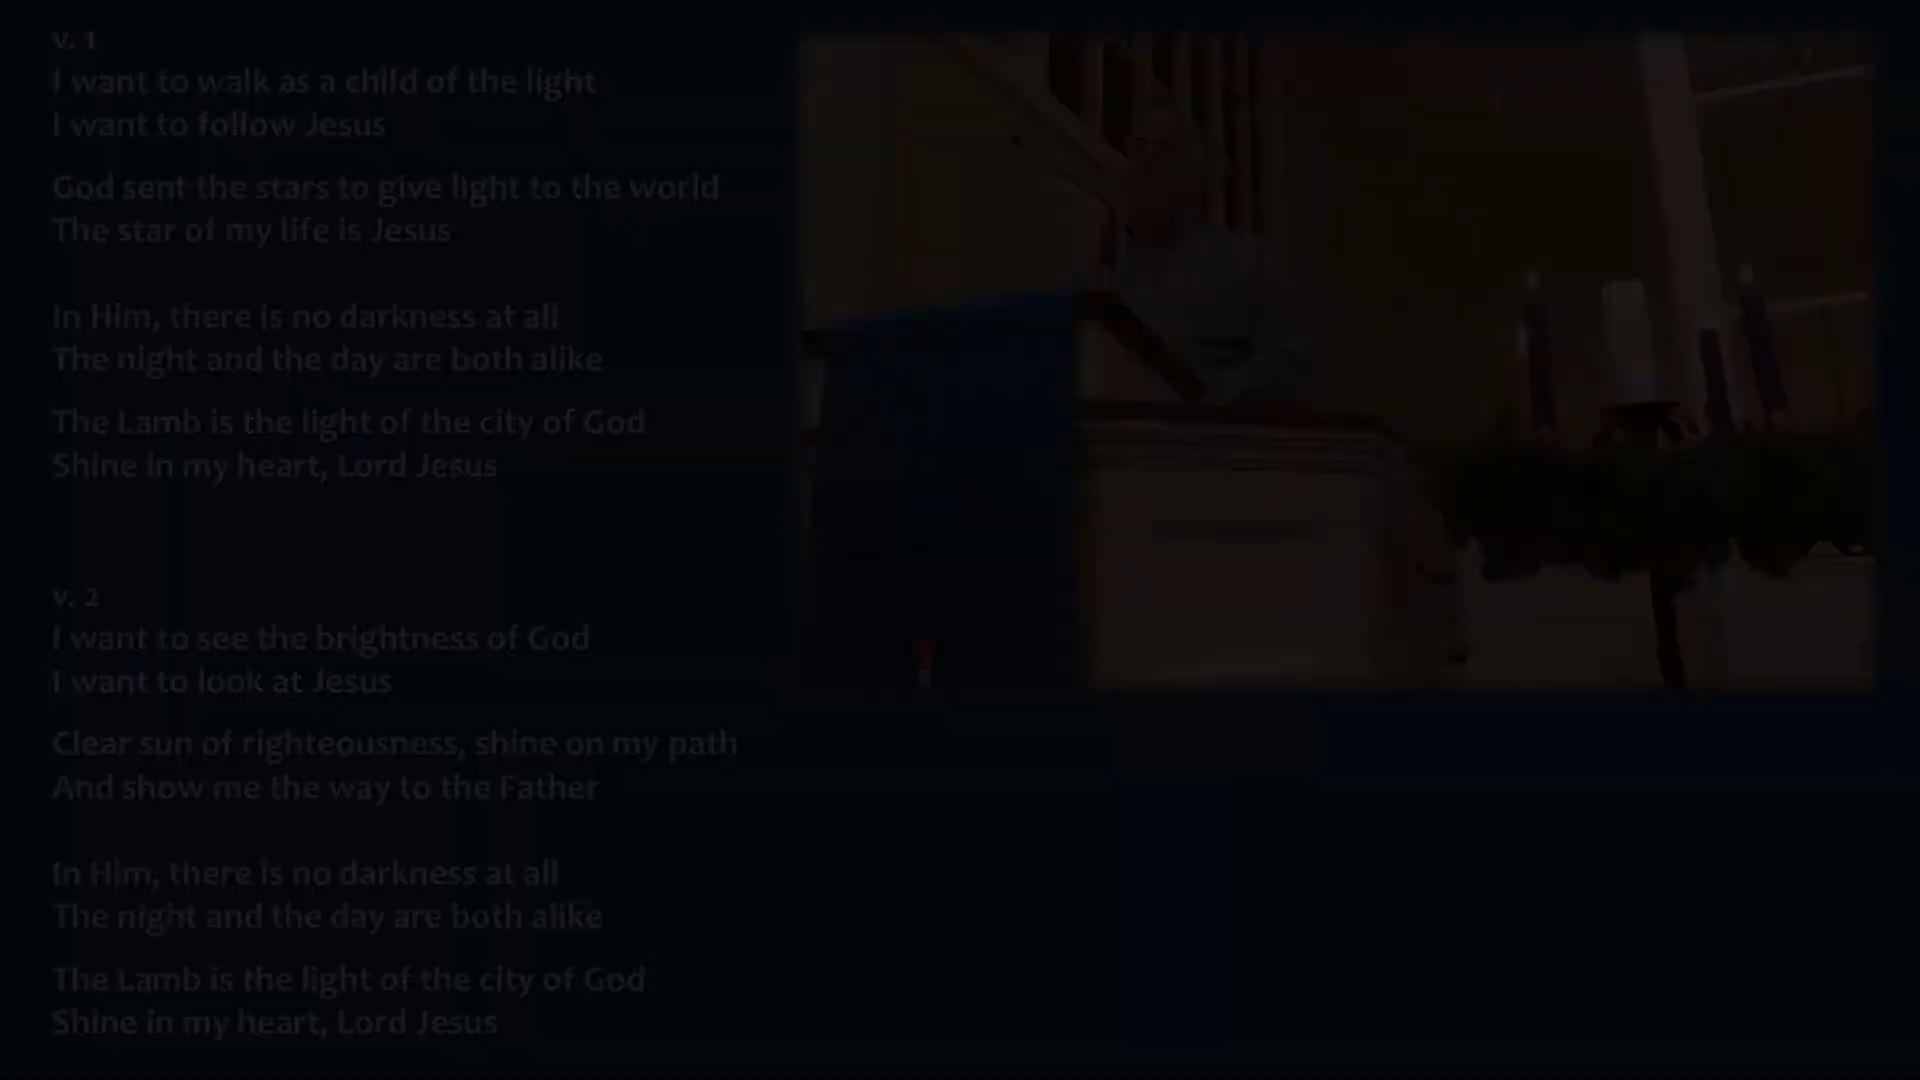 v. 1
I want to walk as a child of the light
I want to follow Jesus
God sent the stars to give light to the world
The star of my life is Jesus
In Him, there is no darkness at all
The night and the day are both alike
The Lamb is the light of the city of God
Shine in my heart, Lord Jesus
v. 2
I want to see the brightness of God
I want to look at Jesus
Clear sun of righteousness, shine on my path
And show me the way to the Father
In Him, there is no darkness at all
The night and the day are both alike
The Lamb is the light of the city of God
Shine in my heart, Lord Jesus